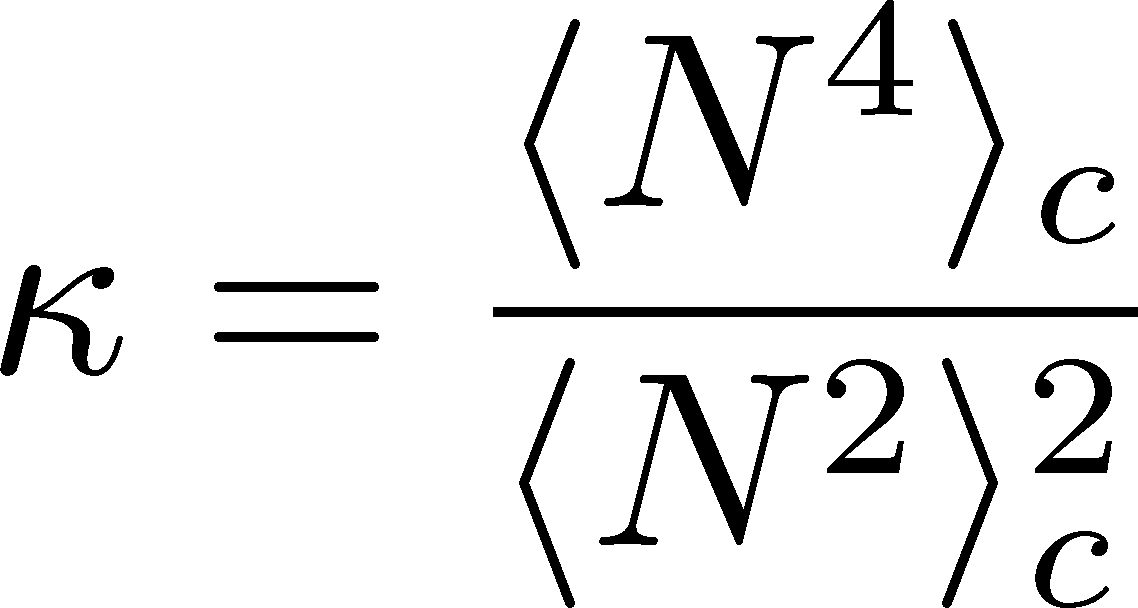 κ = ⟨N⁴⟩_c / ⟨N²⟩_c²